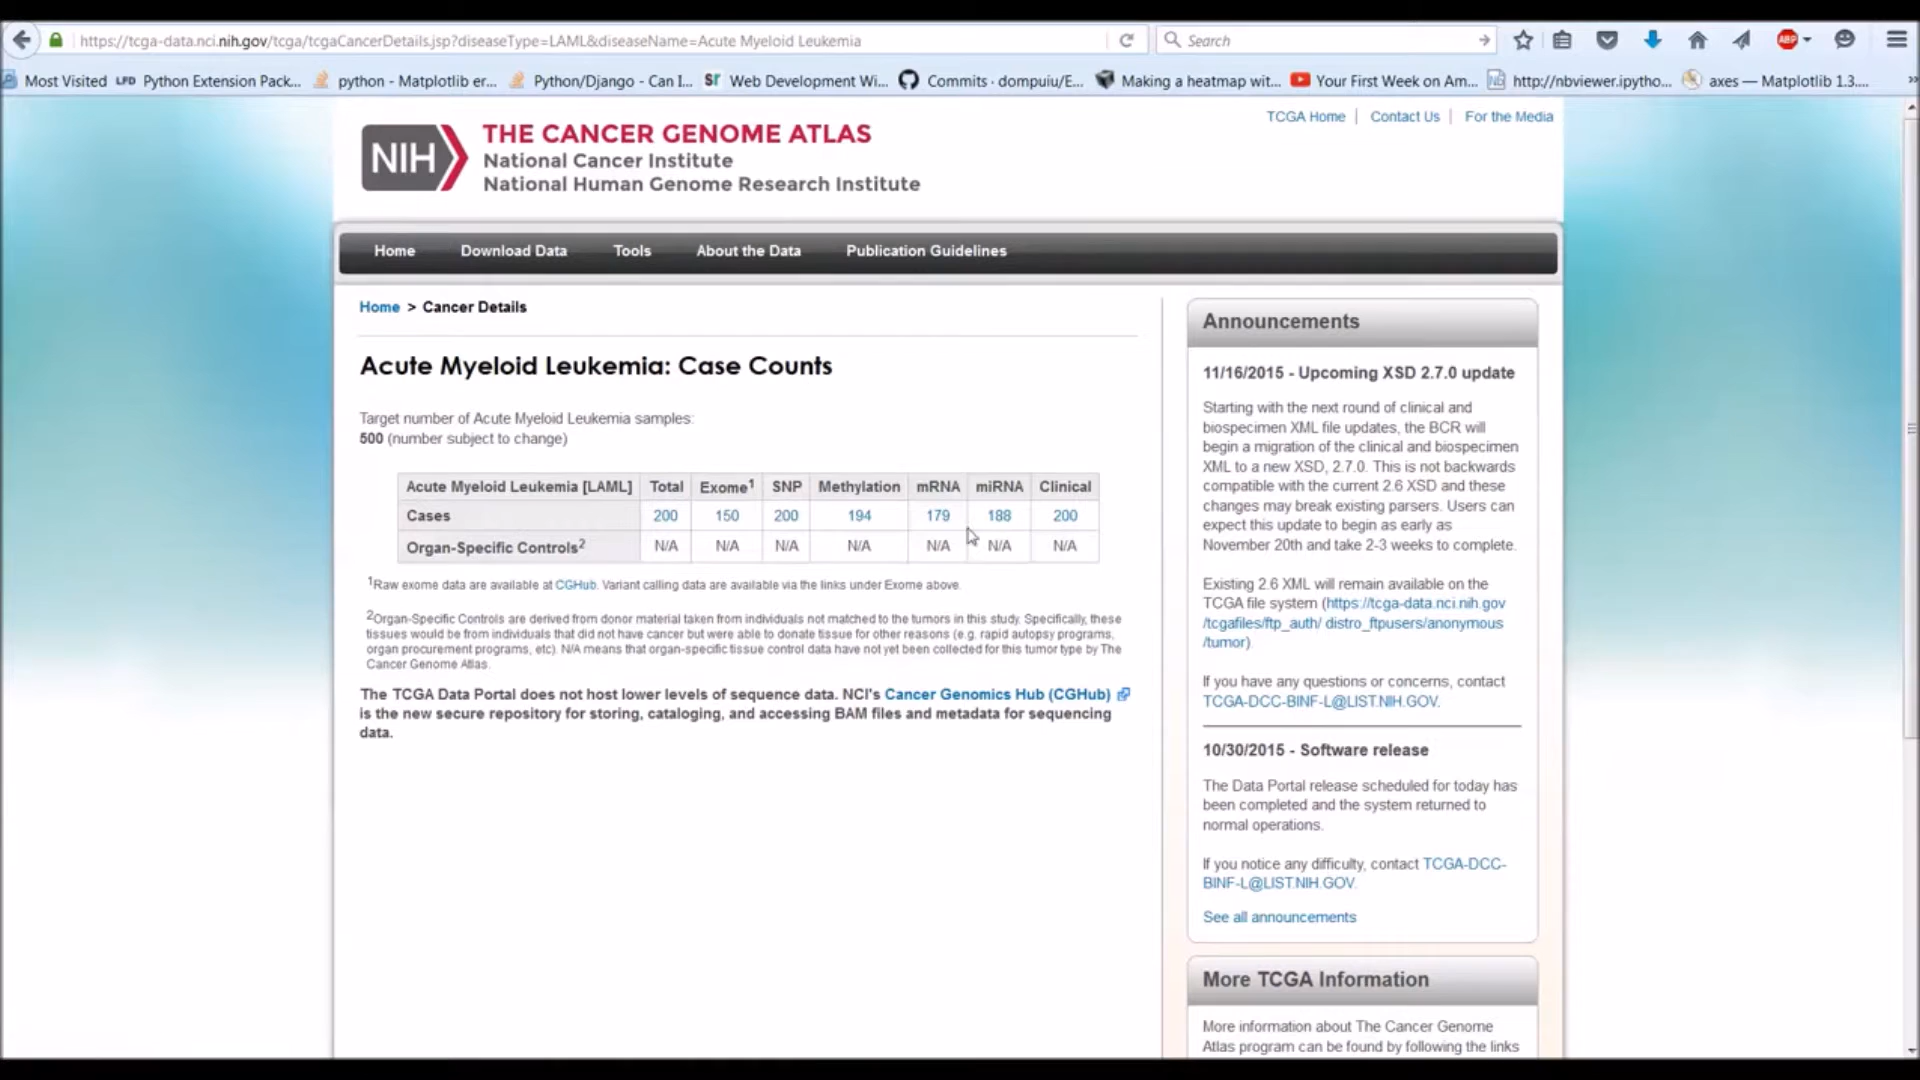 https://tcga-data.nci.nih.gov/tcga/tcgaCancerDetails.jsp?diseaseType=LAML&diseaseName=Acute Myeloid Leukemia
Search
ABP
Most Visited LFD Python Extension Pack... python - Matplotlib er... Python/Django - Can I... Sr Web Development Wi... Commits · dompuiu/E... Making a heatmap wit... Your First Week on Am... http://nbviewer.ipytho... axes — Matplotlib 1.3.... »
TCGA Home | Contact Us | For the Media
NIH
THE CANCER GENOME ATLAS
National Cancer Institute
National Human Genome Research Institute
Home Download Data Tools About the Data Publication Guidelines
Home > Cancer Details
Acute Myeloid Leukemia: Case Counts
Target number of Acute Myeloid Leukemia samples:
500 (number subject to change)
Acute Myeloid Leukemia [LAML] Total Exome1 SNP Methylation mRNA miRNA Clinical
Cases 200 150 200 194 179 188 200
Organ-Specific Controls2 N/A N/A N/A N/A N/A N/A N/A
1Raw exome data are available at CGHub. Variant calling data are available via the links under Exome above.
2Organ-Specific Controls are derived from donor material taken from individuals not matched to the tumors in this study. Specifically, these
tissues would be from individuals that did not have cancer but were able to donate tissue for other reasons (e.g. rapid autopsy programs,
organ procurement programs, etc). N/A means that organ-specific tissue control data have not yet been collected for this tumor type by The
Cancer Genome Atlas.
The TCGA Data Portal does not host lower levels of sequence data. NCI's Cancer Genomics Hub (CGHub)
is the new secure repository for storing, cataloging, and accessing BAM files and metadata for sequencing
data.
Announcements
11/16/2015 - Upcoming XSD 2.7.0 update
Starting with the next round of clinical and
biospecimen XML file updates, the BCR will
begin a migration of the clinical and biospecimen
XML to a new XSD, 2.7.0. This is not backwards
compatible with the current 2.6 XSD and these
changes may break existing parsers. Users can
expect this update to begin as early as
November 20th and take 2-3 weeks to complete.
Existing 2.6 XML will remain available on the
TCGA file system (https://tcga-data.nci.nih.gov
/tcgafiles/ftp_auth/ distro_ftpusers/anonymous
/tumor)
If you have any questions or concerns, contact
TCGA-DCC-BINF-L@LIST.NIH.GOV.
10/30/2015 - Software release
The Data Portal release scheduled for today has
been completed and the system returned to
normal operations.
If you notice any difficulty, contact TCGA-DCC-
BINF-L@LIST.NIH.GOV.
See all announcements
More TCGA Information
More information about The Cancer Genome
Atlas program can be found by following the links